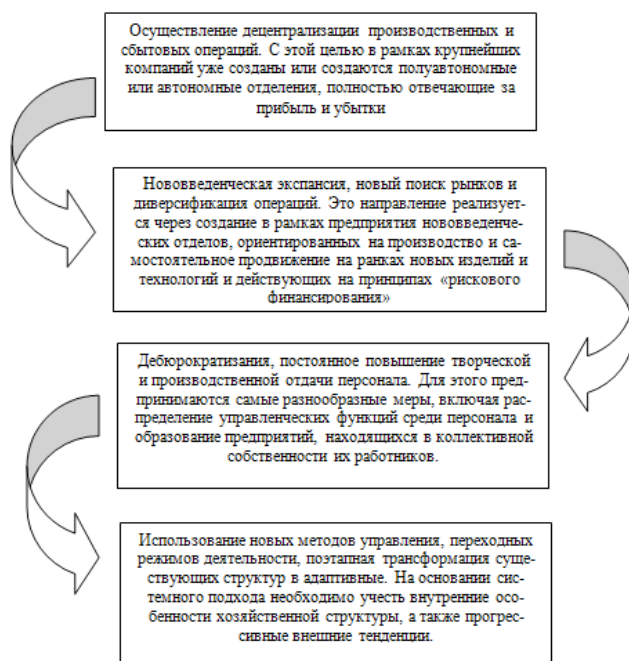 Осуществление децентрализации производственных и
сбытовых операций. С этой целью в рамках крупнейших
компаний уже созданы или создаются полуавтономные
или автономные отделения, полностью отвечающие за
прибыль и убытки
Нововведенческая экспансия, новый поиск рынков и
диверсификация операций. Это направление реализует-
ся через создание в рамках предприятия нововведенче-
ских отделов, ориентированных на производство и са-
мостоятельное продвижение на ранках новых изделий и
технологий и действующих на принципах «рискового
финансирования»
Дебюрократизания, постоянное повышение творческой
и производственной отдачи персонала. Для этого пред-
принимаются самые разнообразные меры, включая рас-
пределение управленческих функций среди персонала и
образование предприятий, находящихся в коллективной
собственности их работников.
Использование новых методов управления, переходных
режимов деятельности, поэтапная трансформация суще-
ствующих структур в адаптивные. На основании сис-
темного подхода необходимо учесть внутренние осо-
бенности хозяйственной структуры, а также прогрес-
сивные внешние тенденции.